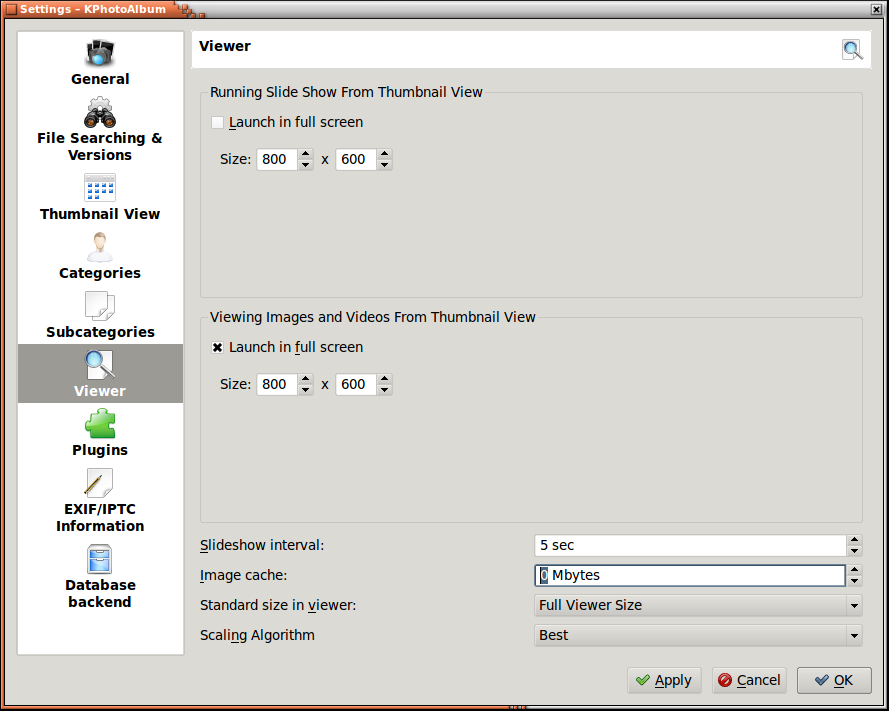 Settings – KPhotoAlbum
General
File Searching &
Versions
Thumbnail View
Categories
Subcategories
Viewer
Plugins
EXIF/IPTC
Information
Database
backend
Viewer
Running Slide Show From Thumbnail View
Launch in full screen
Size: 800 x 600
Viewing Images and Videos From Thumbnail View
Launch in full screen
Size: 800 x 600
Slideshow interval: 5 sec
Image cache: 0 Mbytes
Standard size in viewer: Full Viewer Size
Scaling Algorithm Best
Apply Cancel OK